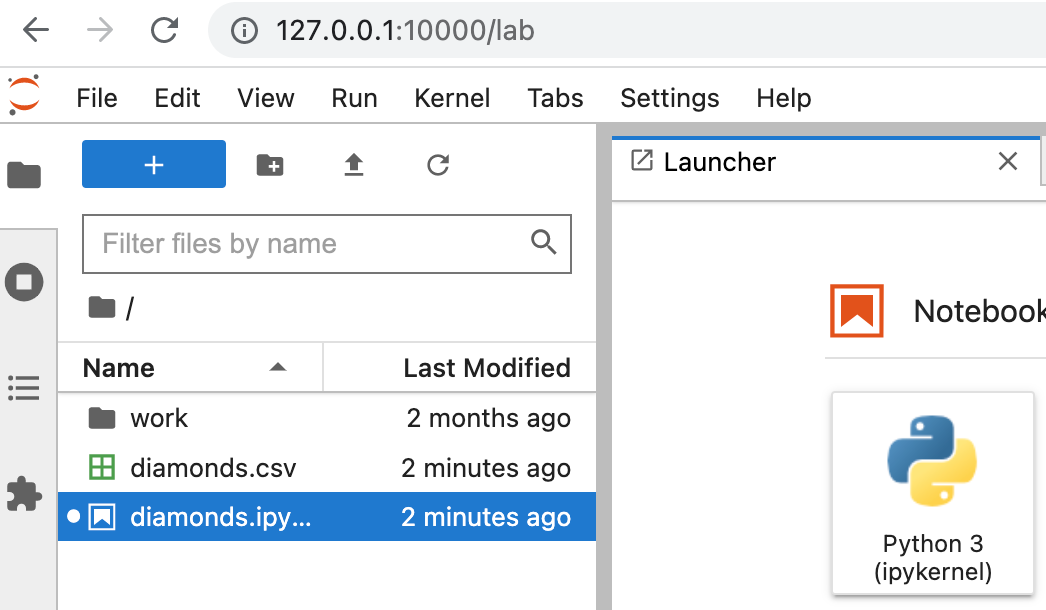 127.0.0.1:10000/lab
File Edit View Run Kernel Tabs Settings Help
Launcher
Filter files by name
/
Name Last Modified
work 2 months ago
diamonds.csv 2 minutes ago
diamonds.ipy... 2 minutes ago
Notebook
Python 3
(ipykernel)